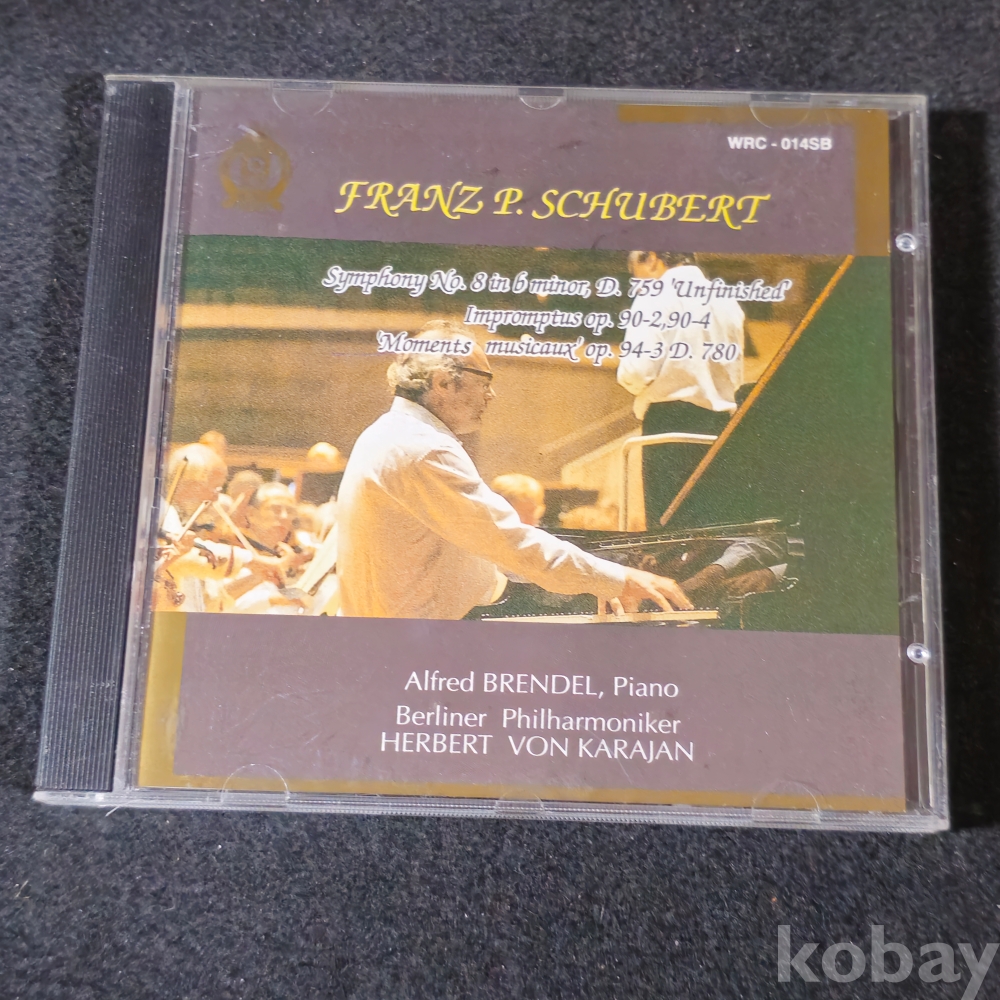 WRC - 014SB
FRANZ P. SCHUBERT
Symphony No. 8 in b minor, D. 759 'Unfinished'
Impromptus op. 90-2,90-4
'Moments musicaux' op. 94-3 D. 780
Alfred BRENDEL, Piano
Berliner Philharmoniker
HERBERT VON KARAJAN
kobay